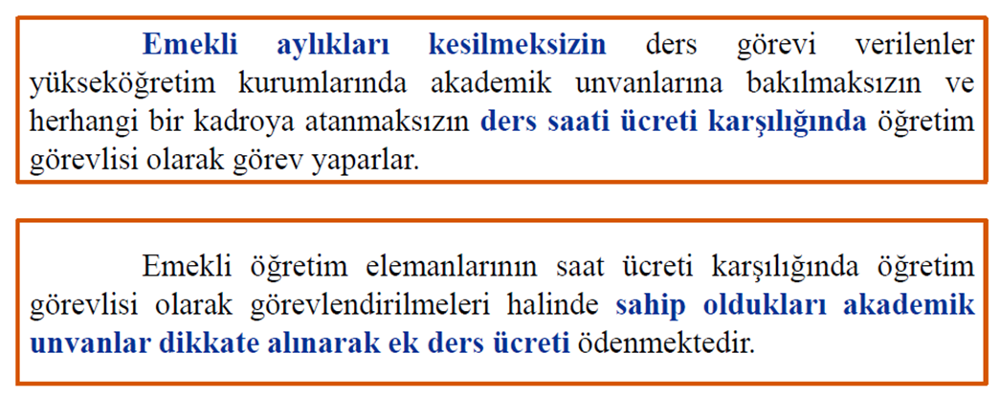 Emekli aylıkları kesilmeksizin ders görevi verilenler
yükseköğretim kurumlarında akademik unvanlarına bakılmaksızın ve
herhangi bir kadroya atanmaksızın ders saati ücreti karşılığında öğretim
görevlisi olarak görev yaparlar.
Emekli öğretim elemanlarının saat ücreti karşılığında öğretim
görevlisi olarak görevlendirilmeleri halinde sahip oldukları akademik
unvanlar dikkate alınarak ek ders ücreti ödenmektedir.